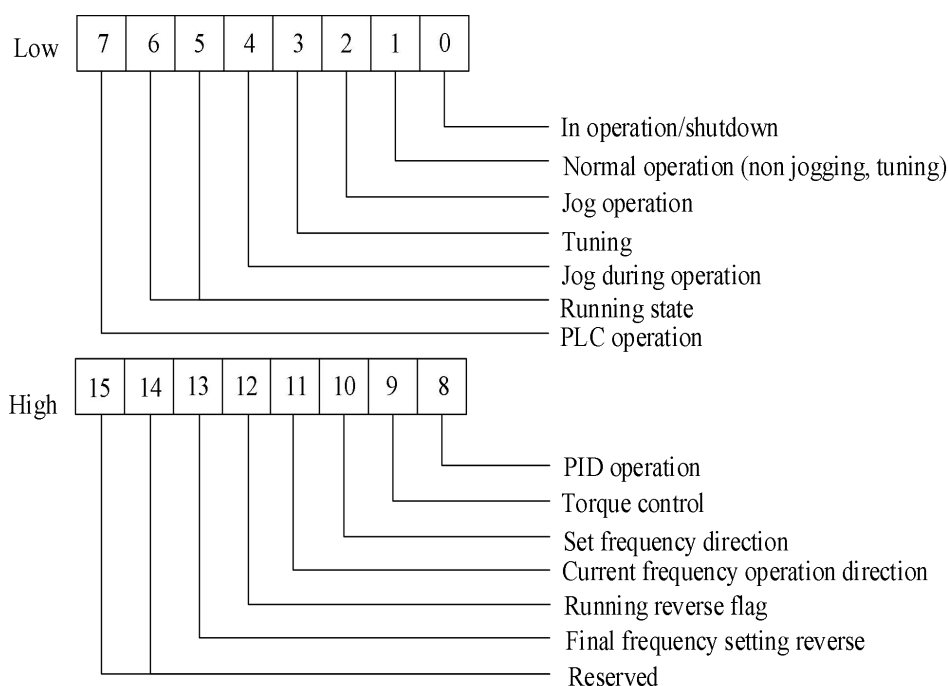 Low 7 6 5 4 3 2 1 0
In operation/shutdown
Normal operation (non jogging, tuning)
Jog operation
Tuning
Jog during operation
Running state
PLC operation
High 15 14 13 12 11 10 9 8
PID operation
Torque control
Set frequency direction
Current frequency operation direction
Running reverse flag
Final frequency setting reverse
Reserved